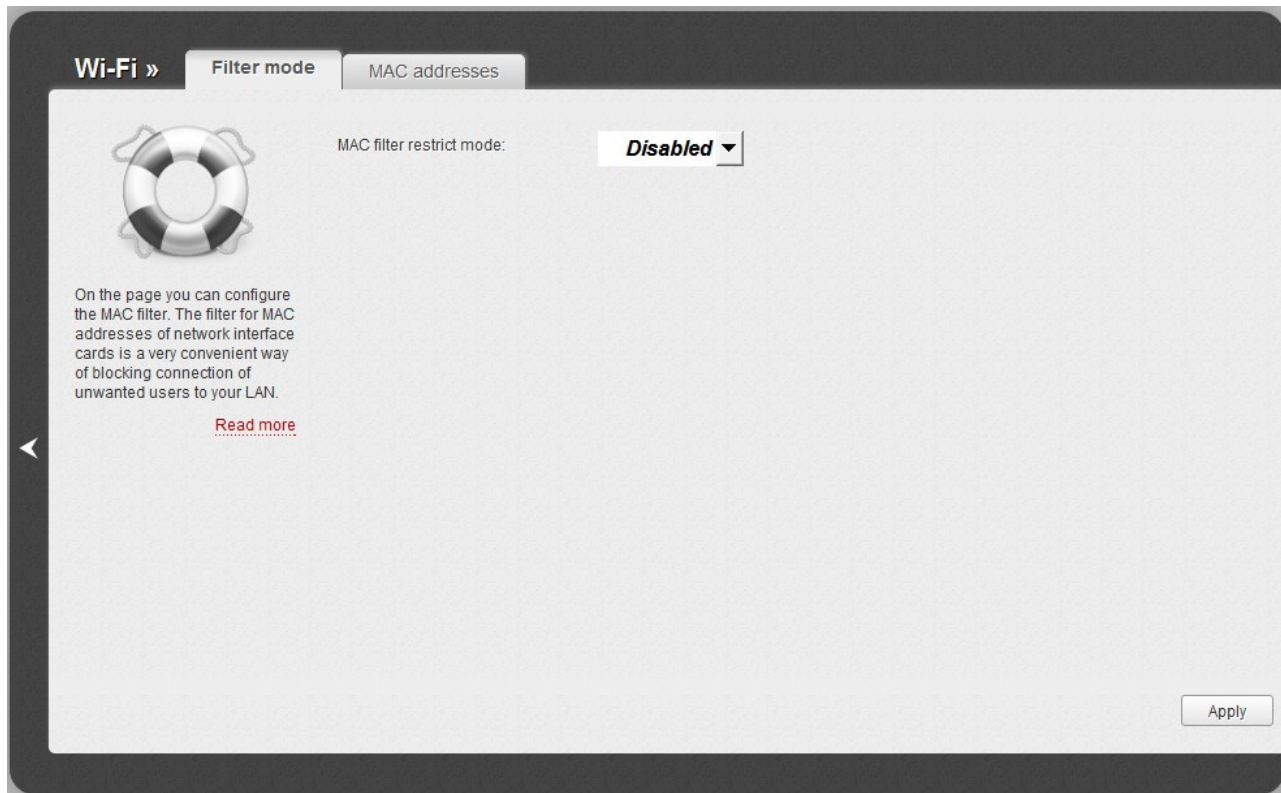 Wi-Fi »
Filter mode
MAC addresses
MAC filter restrict mode:
Disabled
On the page you can configure
the MAC filter. The filter for MAC
addresses of network interface
cards is a very convenient way
of blocking connection of
unwanted users to your LAN.
Read more
Apply